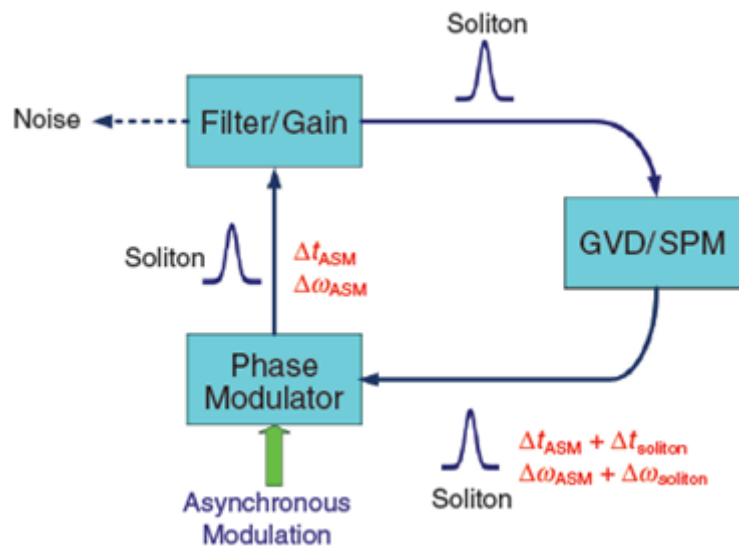 Soliton
Noise
Filter/Gain
GVD/SPM
Soliton
Δt_ASM
Δω_ASM
Phase
Modulator
Δt_ASM + Δt_soliton
Δω_ASM + Δω_soliton
Soliton
Asynchronous
Modulation